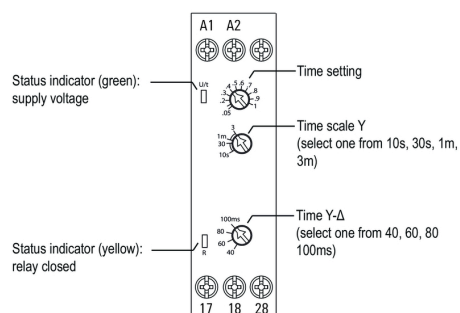 A1 A2
Status indicator (green):
supply voltage
U/t
.05
.2
.3
.4
.5
.6
.7
.8
.9
1
Time setting
10s
30
1m
3
Time scale Y
(select one from 10s, 30s, 1m,
3m)
100ms
80
60
40
Time Y-Δ
(select one from 40, 60, 80
100ms)
Status indicator (yellow):
relay closed
R
17 18 28